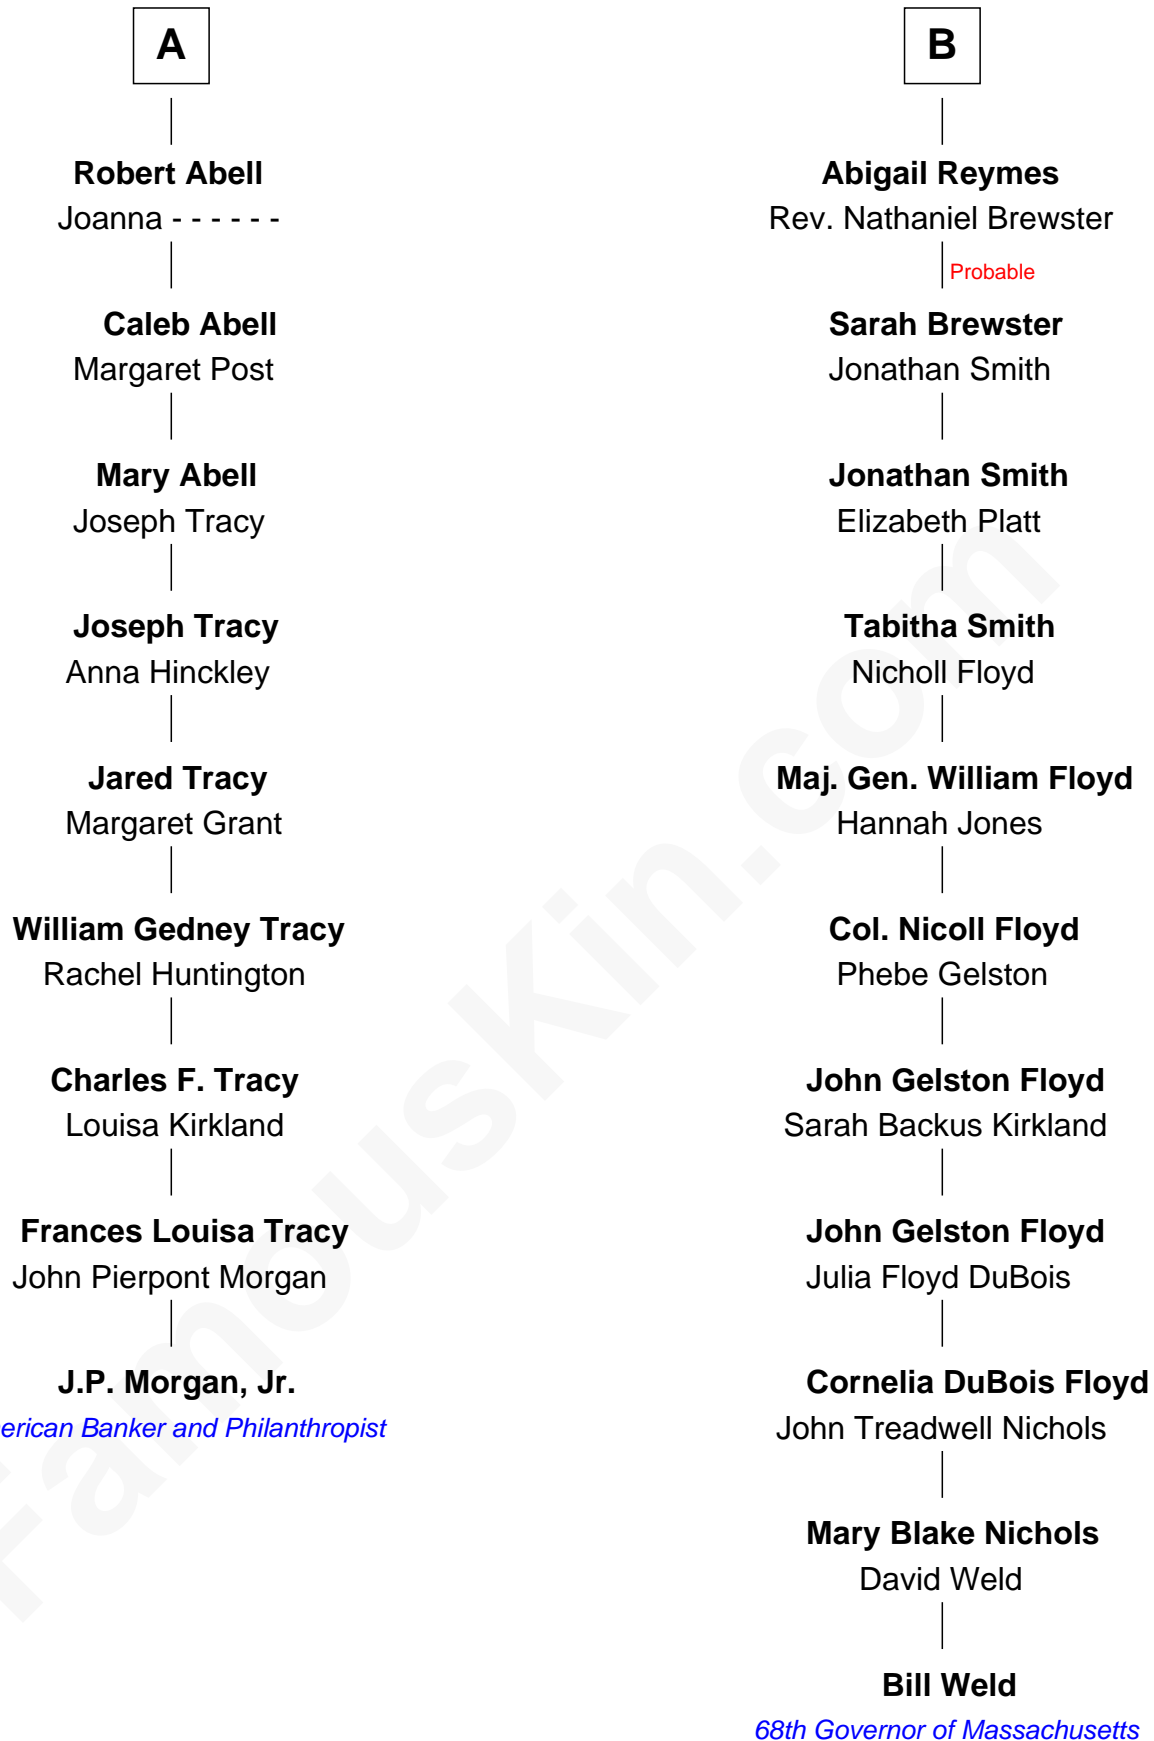 A
Robert Abell
Joanna - - - - - -
Caleb Abell
Margaret Post
Mary Abell
Joseph Tracy
Joseph Tracy
Anna Hinckley
Jared Tracy
Margaret Grant
William Gedney Tracy
Rachel Huntington
Charles F. Tracy
Louisa Kirkland
Frances Louisa Tracy
John Pierpont Morgan
J.P. Morgan, Jr.
erican Banker and Philanthropist
B
Abigail Reymes
Rev. Nathaniel Brewster
Probable
Sarah Brewster
Jonathan Smith
Jonathan Smith
Elizabeth Platt
Tabitha Smith
Nicholl Floyd
Maj. Gen. William Floyd
Hannah Jones
Col. Nicoll Floyd
Phebe Gelston
John Gelston Floyd
Sarah Backus Kirkland
John Gelston Floyd
Julia Floyd DuBois
Cornelia DuBois Floyd
John Treadwell Nichols
Mary Blake Nichols
David Weld
Bill Weld
68th Governor of Massachusetts
FamousKin.com